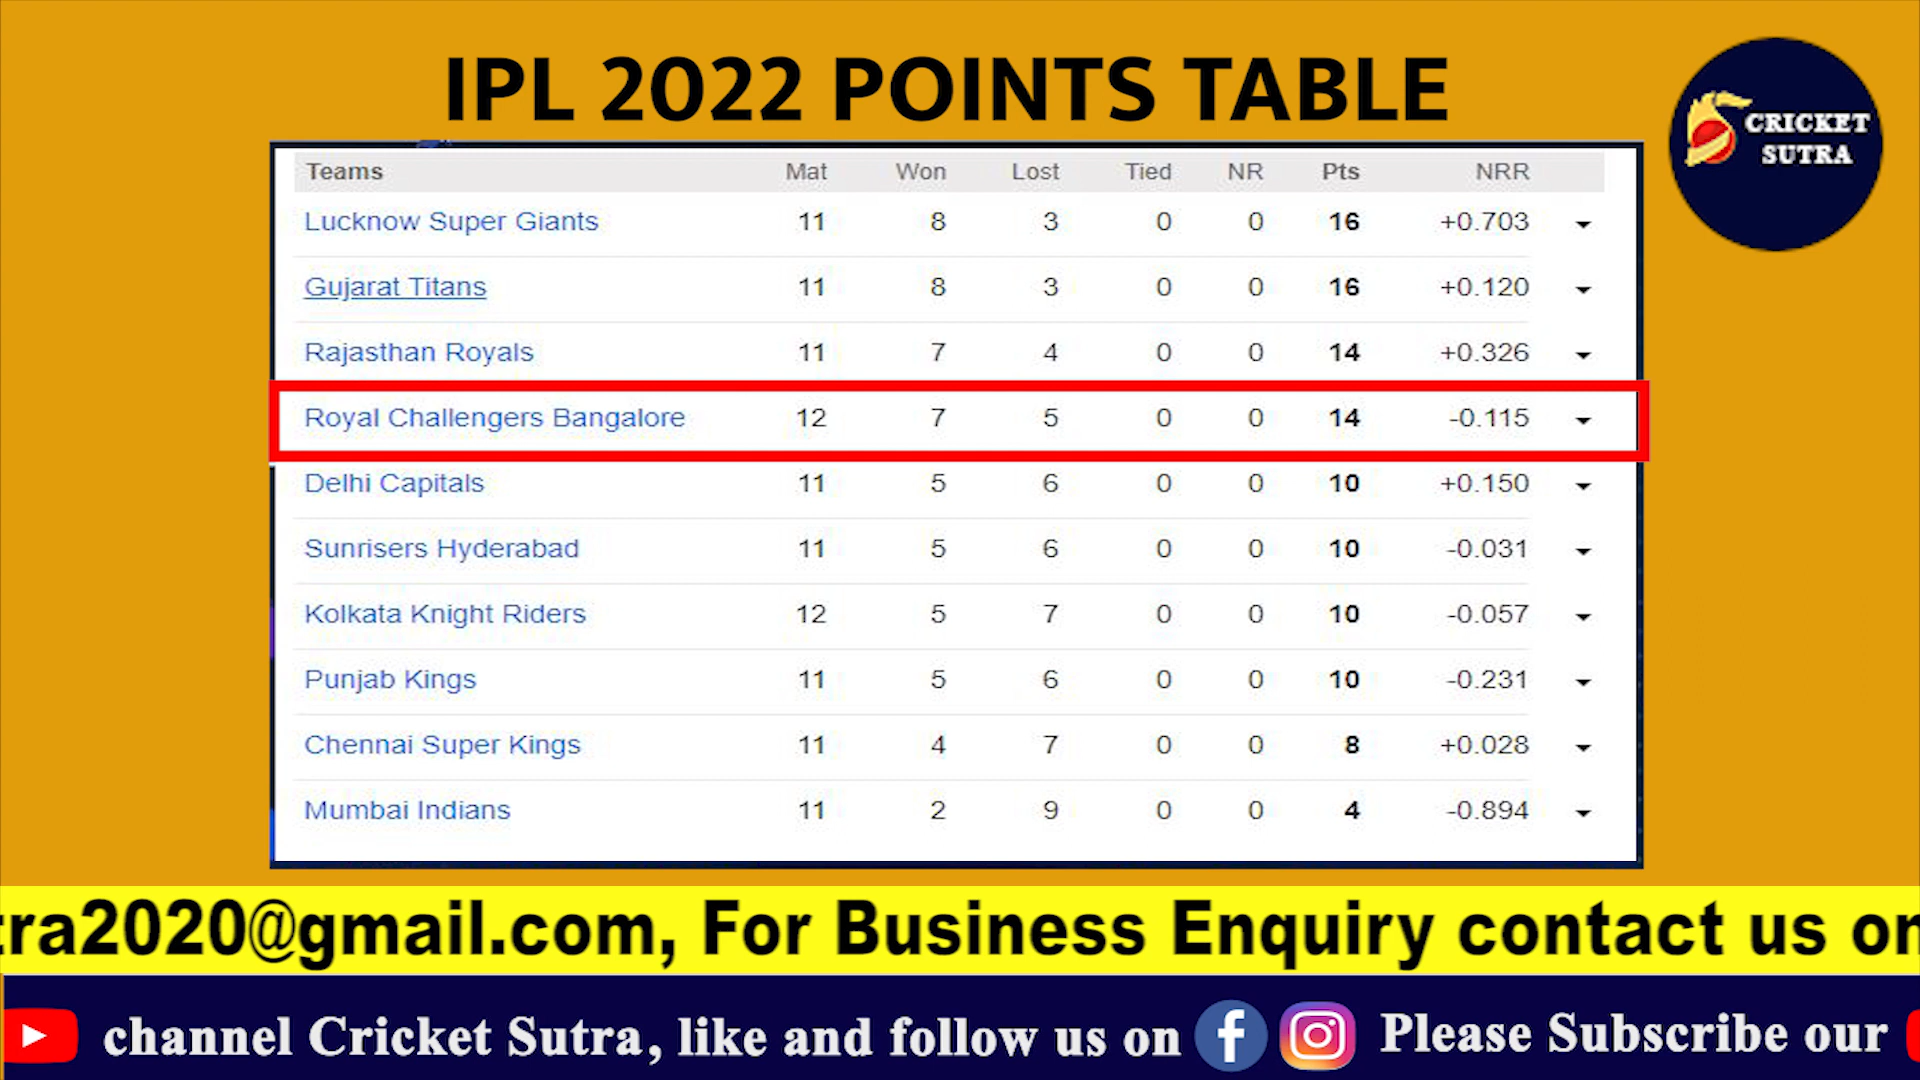 IPL 2022 POINTS TABLE
CRICKET
SUTRA
Teams Mat Won Lost Tied NR Pts NRR
Lucknow Super Giants 11 8 3 0 0 16 +0.703
Gujarat Titans 11 8 3 0 0 16 +0.120
Rajasthan Royals 11 7 4 0 0 14 +0.326
Royal Challengers Bangalore 12 7 5 0 0 14 -0.115
Delhi Capitals 11 5 6 0 0 10 +0.150
Sunrisers Hyderabad 11 5 6 0 0 10 -0.031
Kolkata Knight Riders 12 5 7 0 0 10 -0.057
Punjab Kings 11 5 6 0 0 10 -0.231
Chennai Super Kings 11 4 7 0 0 8 +0.028
Mumbai Indians 11 2 9 0 0 4 -0.894
tra2020@gmail.com, For Business Enquiry contact us on
channel Cricket Sutra, like and follow us on Please Subscribe our